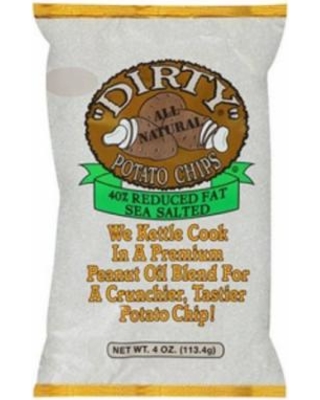 "DIRTY"
ALL
NATURAL
POTATO CHIPS
40% REDUCED FAT
SEA SALTED
We Kettle Cook
In A Premium
Peanut Oil Blend For
A Crunchier, Tastier
Potato Chip!
NET WT. 4 OZ. (113.4g)